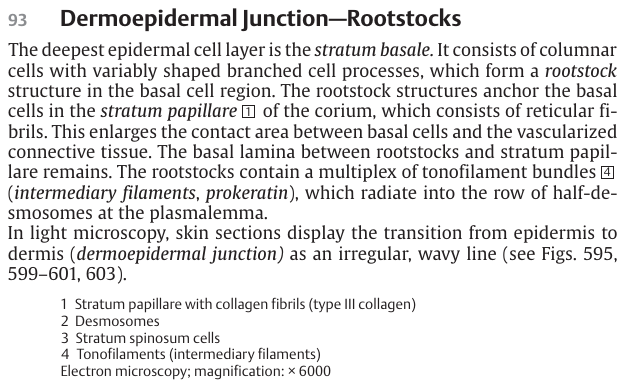 93 Dermoepidermal Junction—Rootstocks
The deepest epidermal cell layer is the stratum basale. It consists of columnar
cells with variably shaped branched cell processes, which form a rootstock
structure in the basal cell region. The rootstock structures anchor the basal
cells in the stratum papillare 1 of the corium, which consists of reticular fi-
brils. This enlarges the contact area between basal cells and the vascularized
connective tissue. The basal lamina between rootstocks and stratum papil-
lare remains. The rootstocks contain a multiplex of tonofilament bundles 4
(intermediary filaments, prokeratin), which radiate into the row of half-de-
smosomes at the plasmalemma.
In light microscopy, skin sections display the transition from epidermis to
dermis (dermoepidermal junction) as an irregular, wavy line (see Figs. 595,
599–601, 603).
1 Stratum papillare with collagen fibrils (type III collagen)
2 Desmosomes
3 Stratum spinosum cells
4 Tonofilaments (intermediary filaments)
Electron microscopy; magnification: × 6000